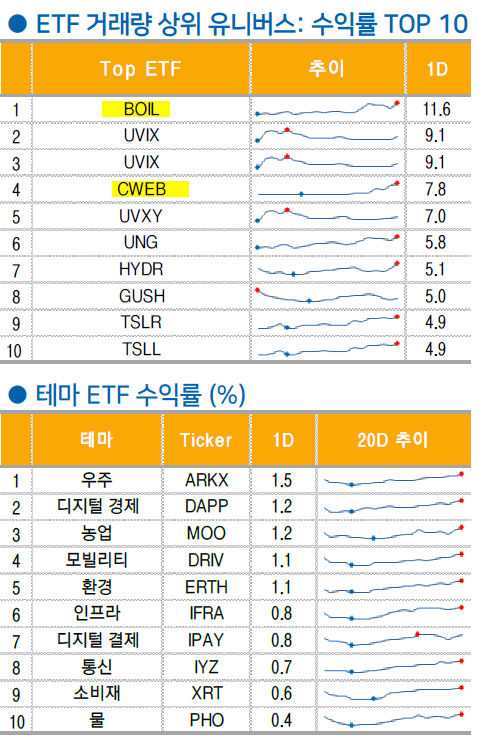 ● ETF 거래량 상위 유니버스: 수익률 TOP 10
Top ETF 추이 1D
1 BOIL 11.6
2 UVIX 9.1
3 UVIX 9.1
4 CWEB 7.8
5 UVXY 7.0
6 UNG 5.8
7 HYDR 5.1
8 GUSH 5.0
9 TSLR 4.9
10 TSLL 4.9
● 테마 ETF 수익률 (%)
테마 Ticker 1D 20D 추이
1 우주 ARKX 1.5
2 디지털 경제 DAPP 1.2
3 농업 MOO 1.2
4 모빌리티 DRIV 1.1
5 환경 ERTH 1.1
6 인프라 IFRA 0.8
7 디지털 결제 IPAY 0.8
8 통신 IYZ 0.7
9 소비재 XRT 0.6
10 물 PHO 0.4